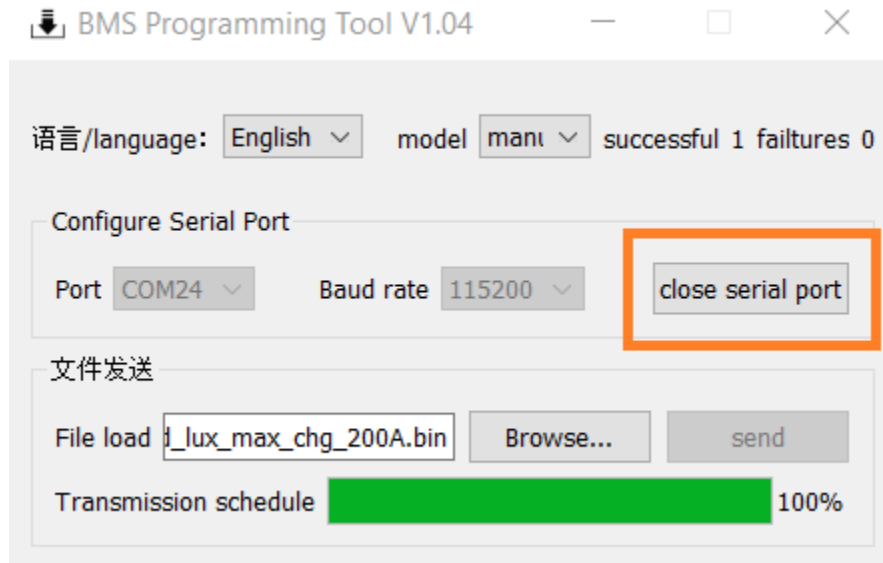 BMS Programming Tool V1.04
语言/language: English model manu successful 1 failtures 0
Configure Serial Port
Port COM24 Baud rate 115200 close serial port
文件发送
File load d_lux_max_chg_200A.bin Browse... send
Transmission schedule 100%